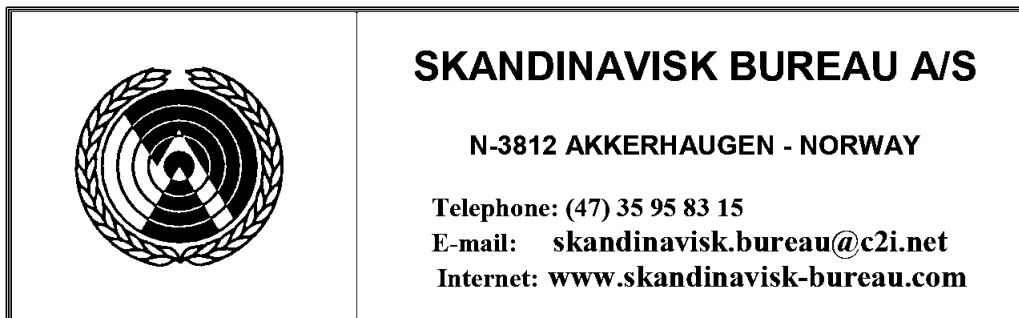 SKANDINAVISK BUREAU A/S
N-3812 AKKERHAUGEN - NORWAY
Telephone: (47) 35 95 83 15
E-mail: skandinavisk.bureau@c2i.net
Internet: www.skandinavisk-bureau.com